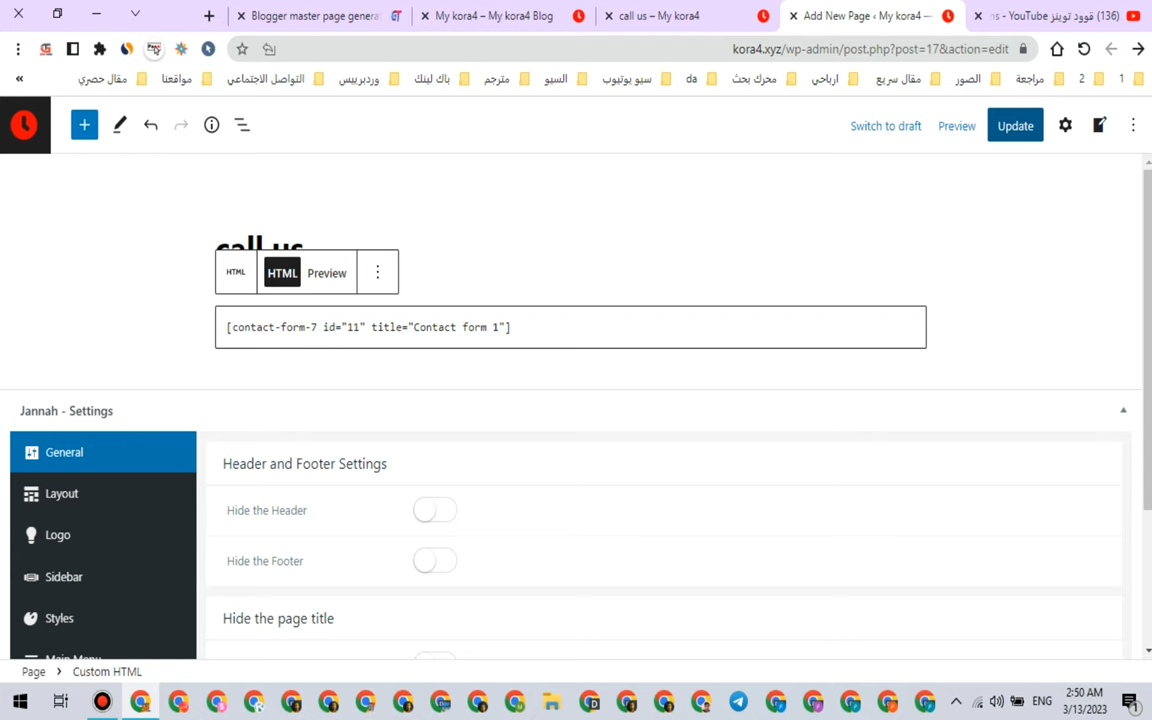 Blogger master page genera
My kora4 – My kora4 Blog
call us – My kora4
Add New Page ‹ My kora4 —
(136) قوود توينز YouTube - ns
kora4.xyz/wp-admin/post.php?post=17&action=edit
مقال حصري
مواقعنا
التواصل الاجتماعي
وردبريس
باك لينك
مترجم
السيو
سيو يوتيوب
da
محرك بحث
ارباحي
مقال سريع
الصور
مراجعة
2
1
Switch to draft
Preview
Update
call us
HTML
HTML
Preview
[contact-form-7 id="11" title="Contact form 1"]
Jannah - Settings
General
Layout
Logo
Sidebar
Styles
Main Menu
Header and Footer Settings
Hide the Header
Hide the Footer
Hide the page title
Page
Custom HTML
ENG
2:50 AM
3/13/2023